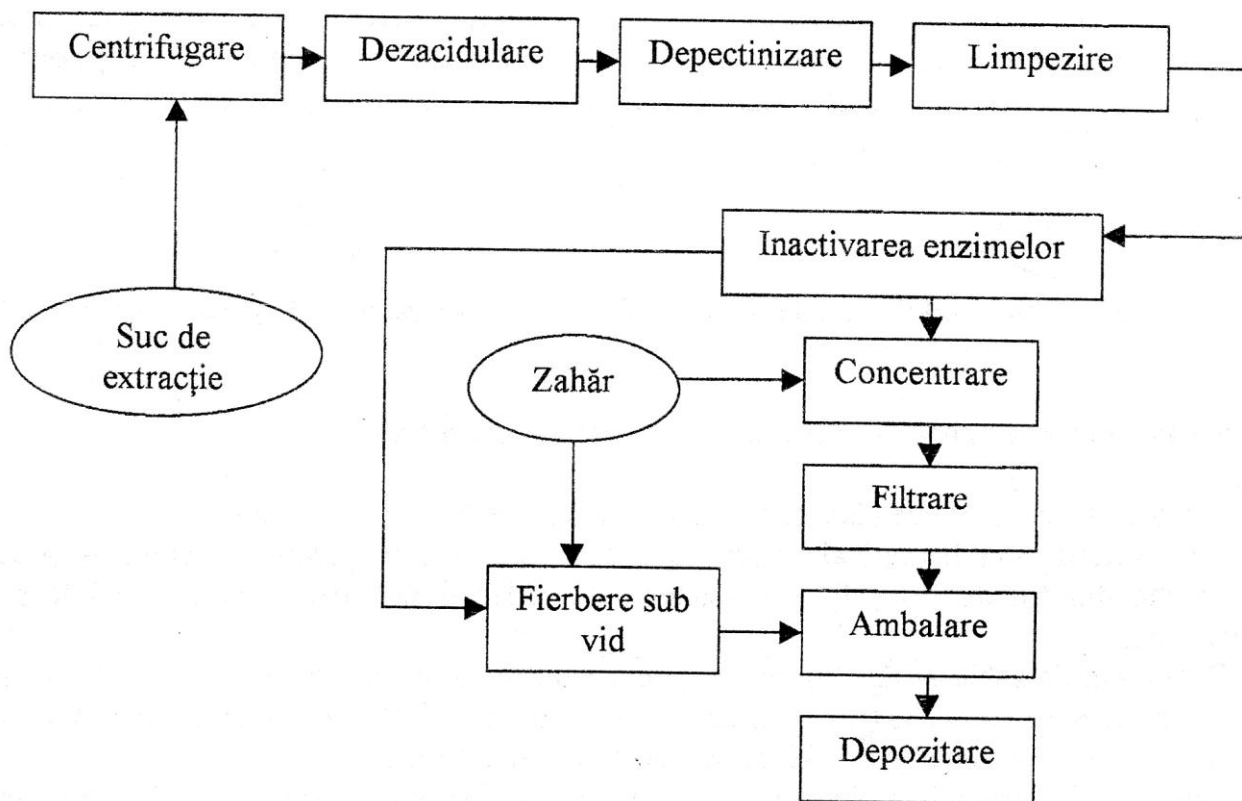 Centrifugare
Dezacidulare
Depectinizare
Limpezire
Inactivarea enzimelor
Suc de
extracție
Zahăr
Concentrare
Filtrare
Fierbere sub
vid
Ambalare
Depozitare